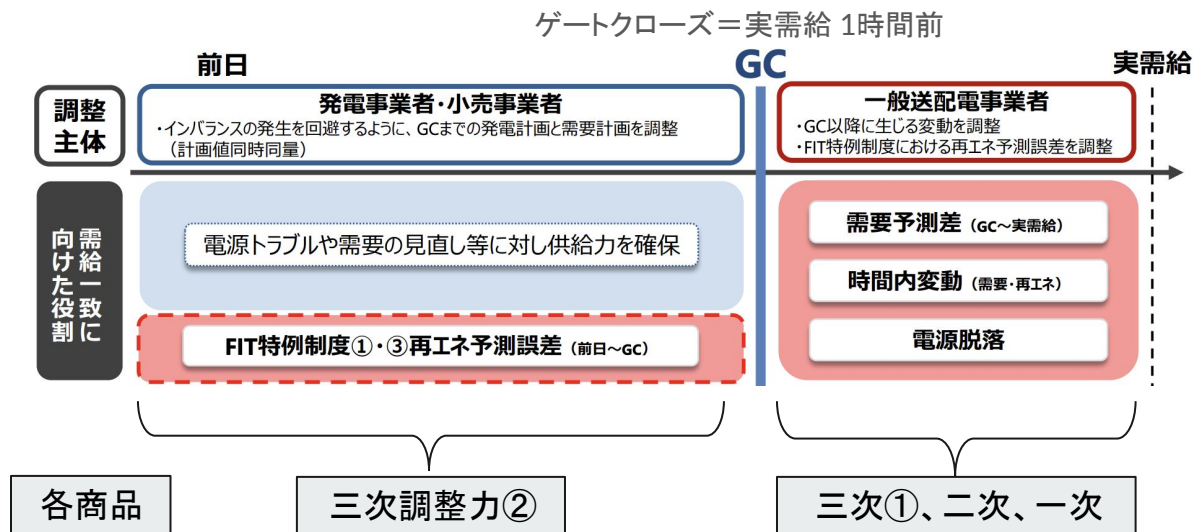 ゲートクローズ＝実需給 1時間前
前日
GC
実需給
調整
主体
発電事業者・小売事業者
・インバランスの発生を回避するように、GCまでの発電計画と需要計画を調整
（計画値同時同量）
一般送配電事業者
・GC以降に生じる変動を調整
・FIT特例制度における再エネ予測誤差を調整
需給一致に
向けた役割
電源トラブルや需要の見直し等に対し供給力を確保
FIT特例制度①・③再エネ予測誤差（前日～GC）
需要予測差（GC～実需給）
時間内変動（需要・再エネ）
電源脱落
各商品
三次調整力②
三次①、二次、一次